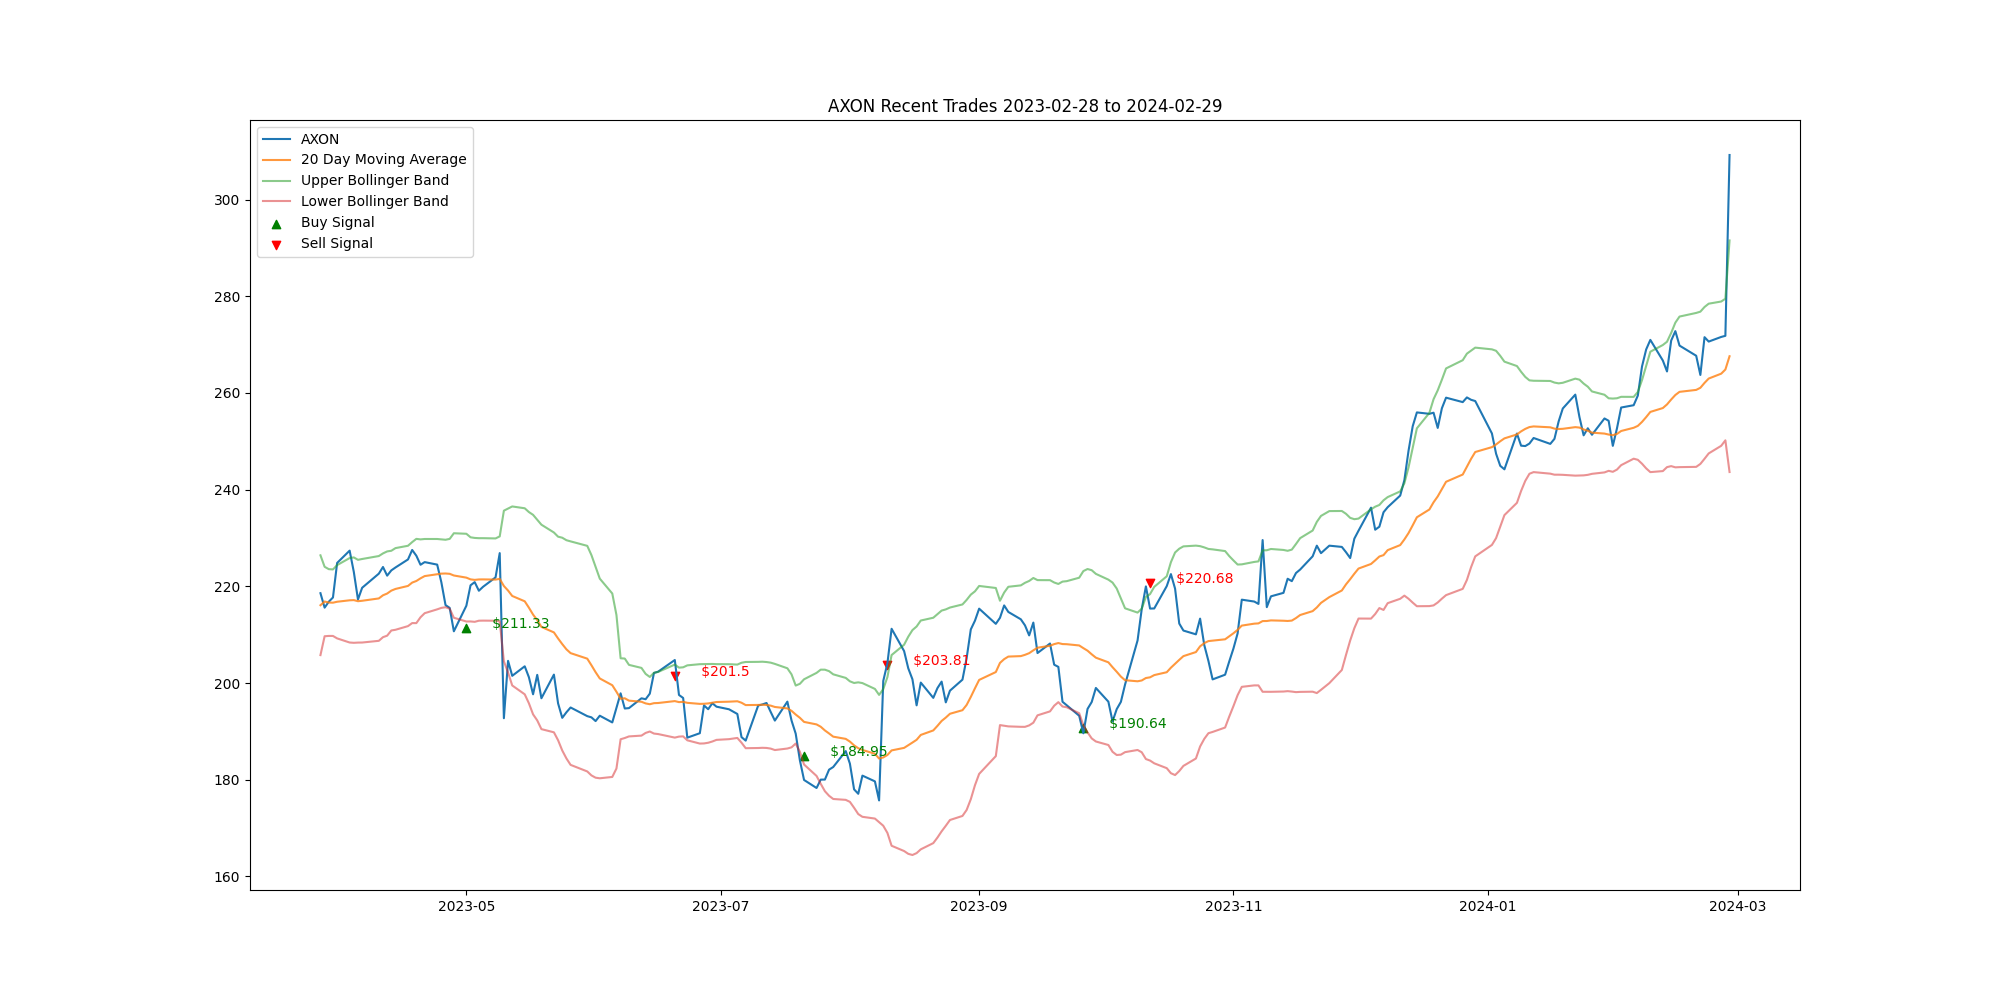 AXON Recent Trades 2023-02-28 to 2024-02-29
AXON
20 Day Moving Average
Upper Bollinger Band
Lower Bollinger Band
Buy Signal
Sell Signal
300
280
260
240
220
200
180
160
$211.33
$201.5
$184.95
$203.81
$190.64
$220.68
2023-05
2023-07
2023-09
2023-11
2024-01
2024-03